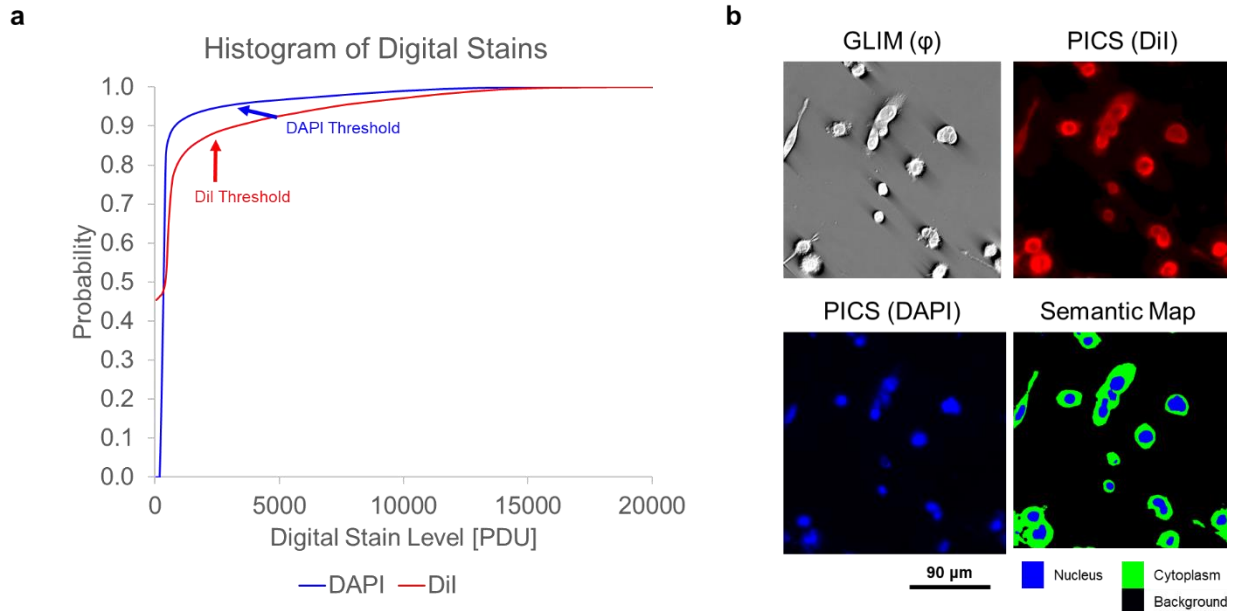 a
Histogram of Digital Stains
1.0
0.9
0.8
0.7
0.6
0.5
0.4
0.3
0.2
0.1
0.0
Probability
DAPI Threshold
DiI Threshold
0 5000 10000 15000 20000
Digital Stain Level [PDU]
DAPI DiI
b
GLIM (φ) PICS (DiI)
PICS (DAPI) Semantic Map
90 μm
Nucleus Cytoplasm
Background